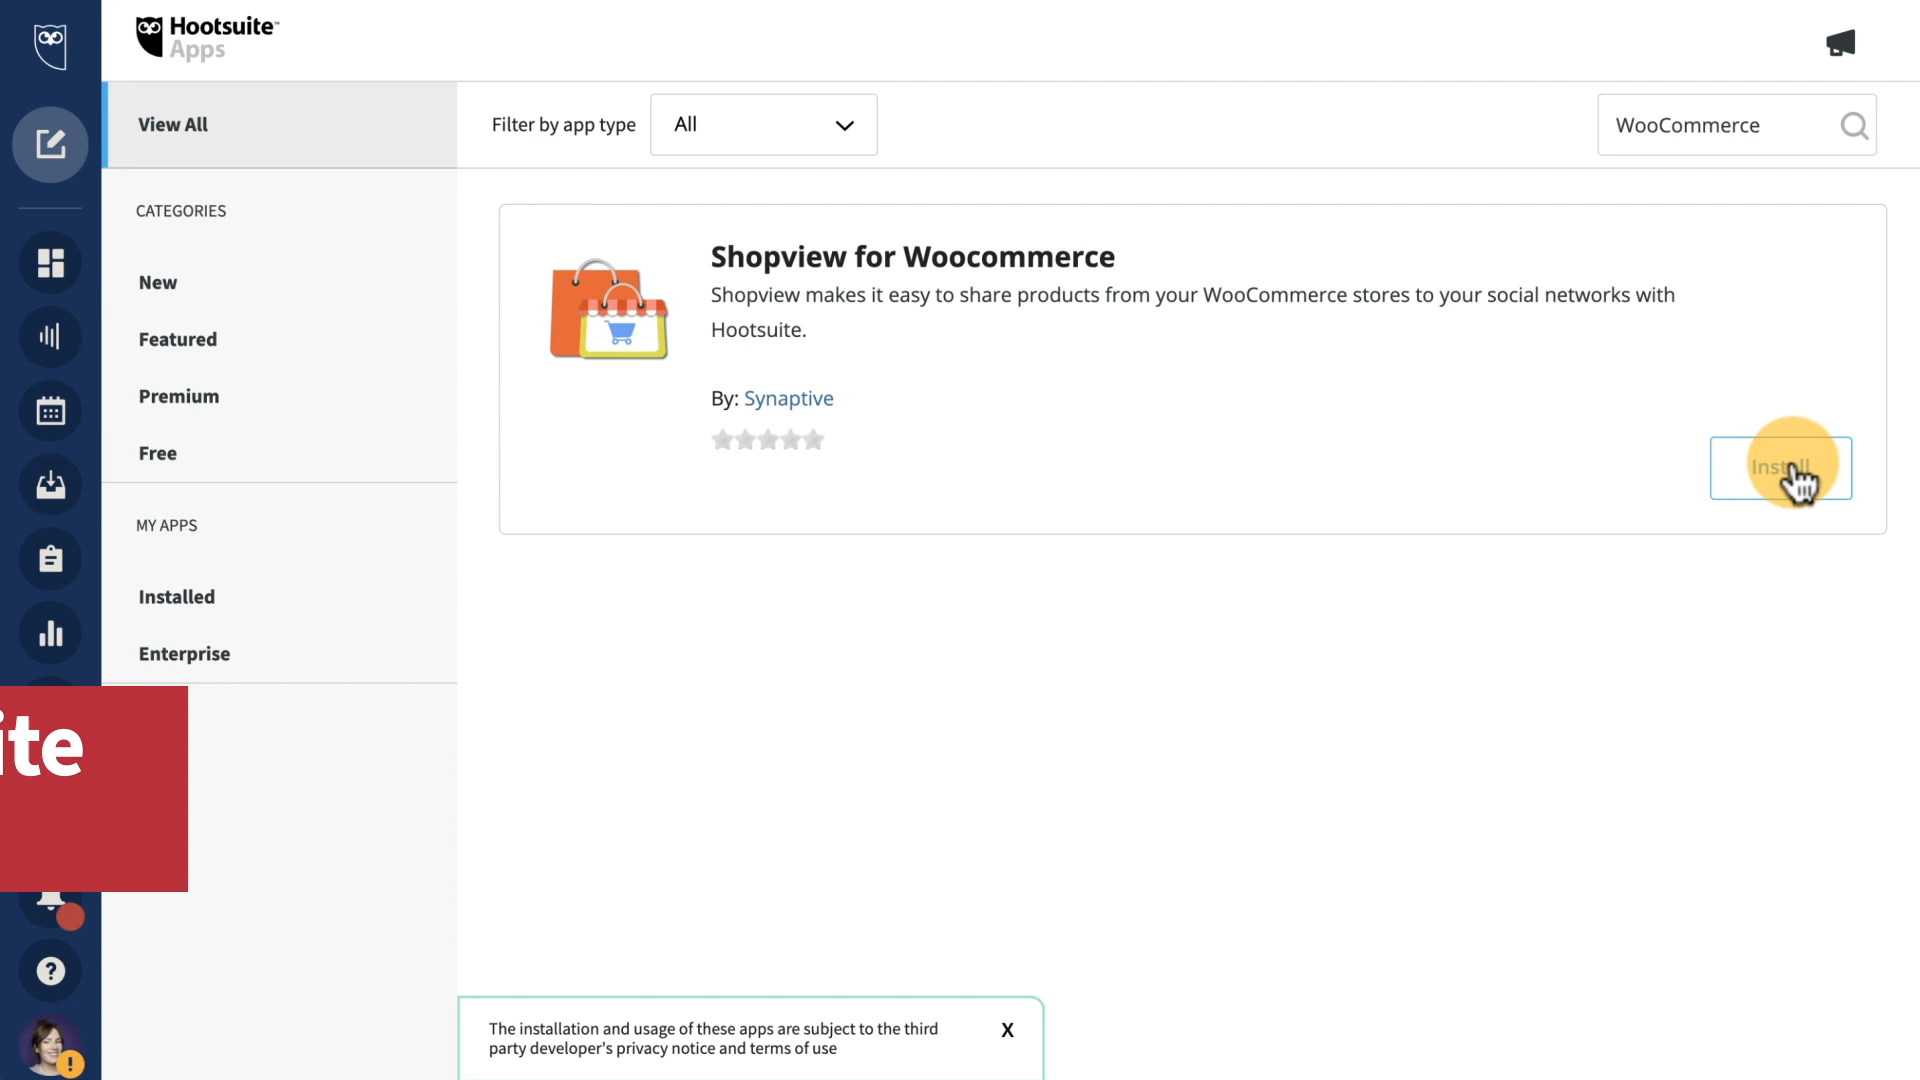 Hootsuite™
Apps
View All
Filter by app type
All
WooCommerce
CATEGORIES
New
Featured
Premium
Free
MY APPS
Installed
Enterprise
Shopview for Woocommerce
Shopview makes it easy to share products from your WooCommerce stores to your social networks with
Hootsuite.
By: Synaptive
Install
ite
?
!
The installation and usage of these apps are subject to the third
party developer's privacy notice and terms of use
X